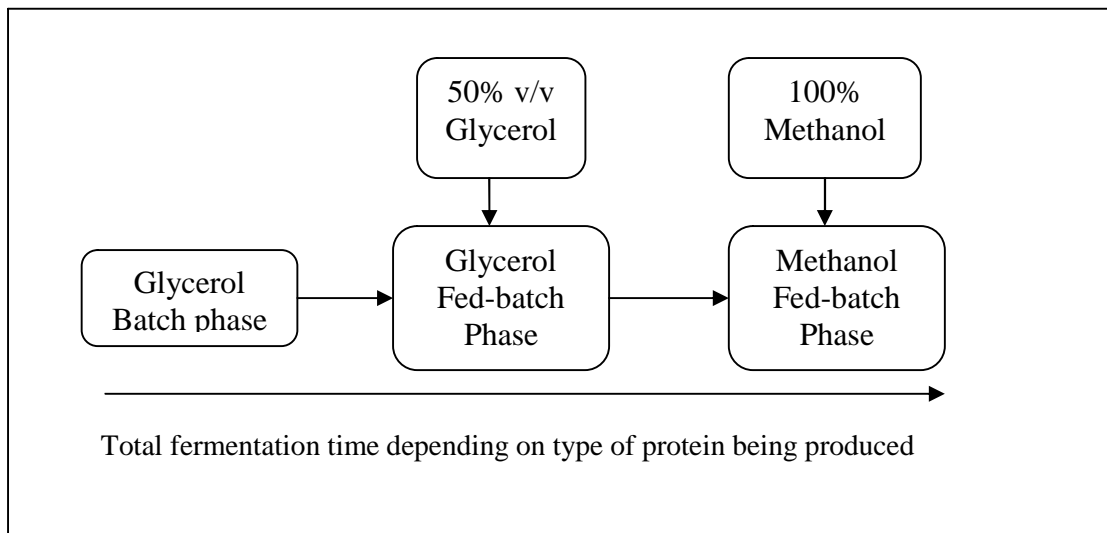 50% v/v
Glycerol
100%
Methanol
Glycerol
Batch phase
Glycerol
Fed-batch
Phase
Methanol
Fed-batch
Phase
Total fermentation time depending on type of protein being produced